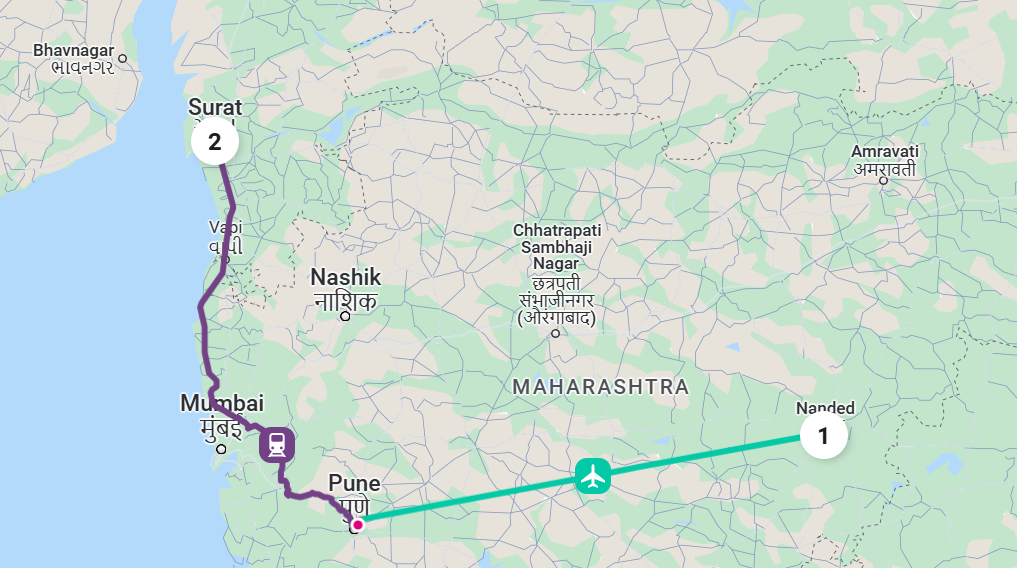 Bhavnagar
ભાવનગર
Surat
2
Vapi
વાપી
Amravati
अमरावती
Chhatrapati
Sambhaji
Nagar
छत्रपती
संभाजीनगर
(औरंगाबाद)
Nashik
नाशिक
MAHARASHTRA
Mumbai
मुंबई
Nanded
1
Pune
पुणे